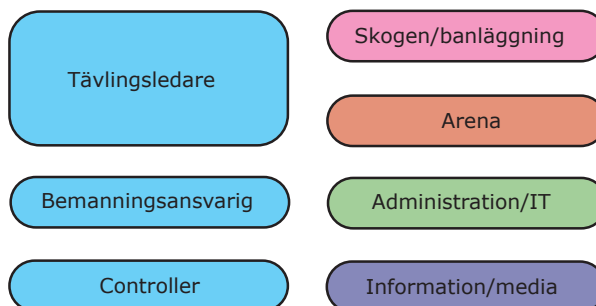 Tävlingsledare
Bemanningsansvarig
Controller
Skogen/banläggning
Arena
Administration/IT
Information/media